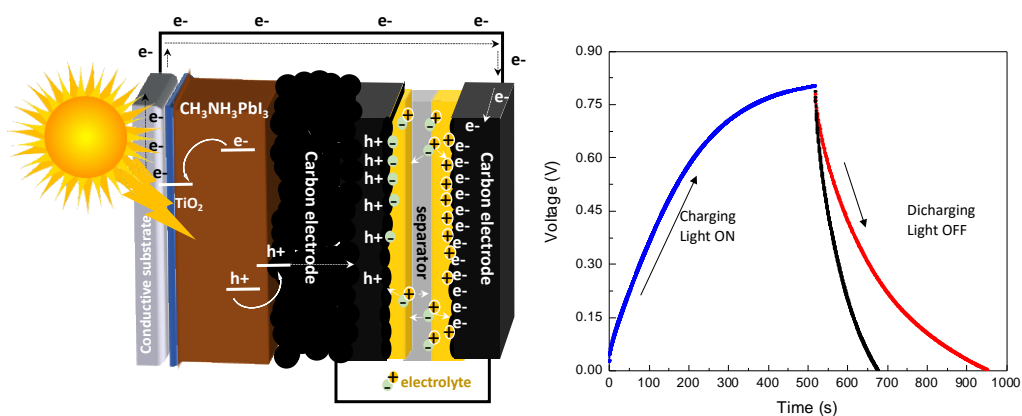 e- e- e-
e-
e-
CH₃NH₃PbI₃
e-
e-
e-
e-
e-
e-
TiO₂
Conductive substrate
h+
h+
Carbon electrode
h+
h+
h+
h+
h+
h+
separator
e-
e-
e-
e-
e-
e-
e-
e-
e-
e-
e-
Carbon electrode
electrolyte
0.90
0.75
0.60
0.45
0.30
0.15
0.00
Voltage (V)
Charging
Light ON
Dicharging
Light OFF
0 100 200 300 400 500 600 700 800 900 1000
Time (s)